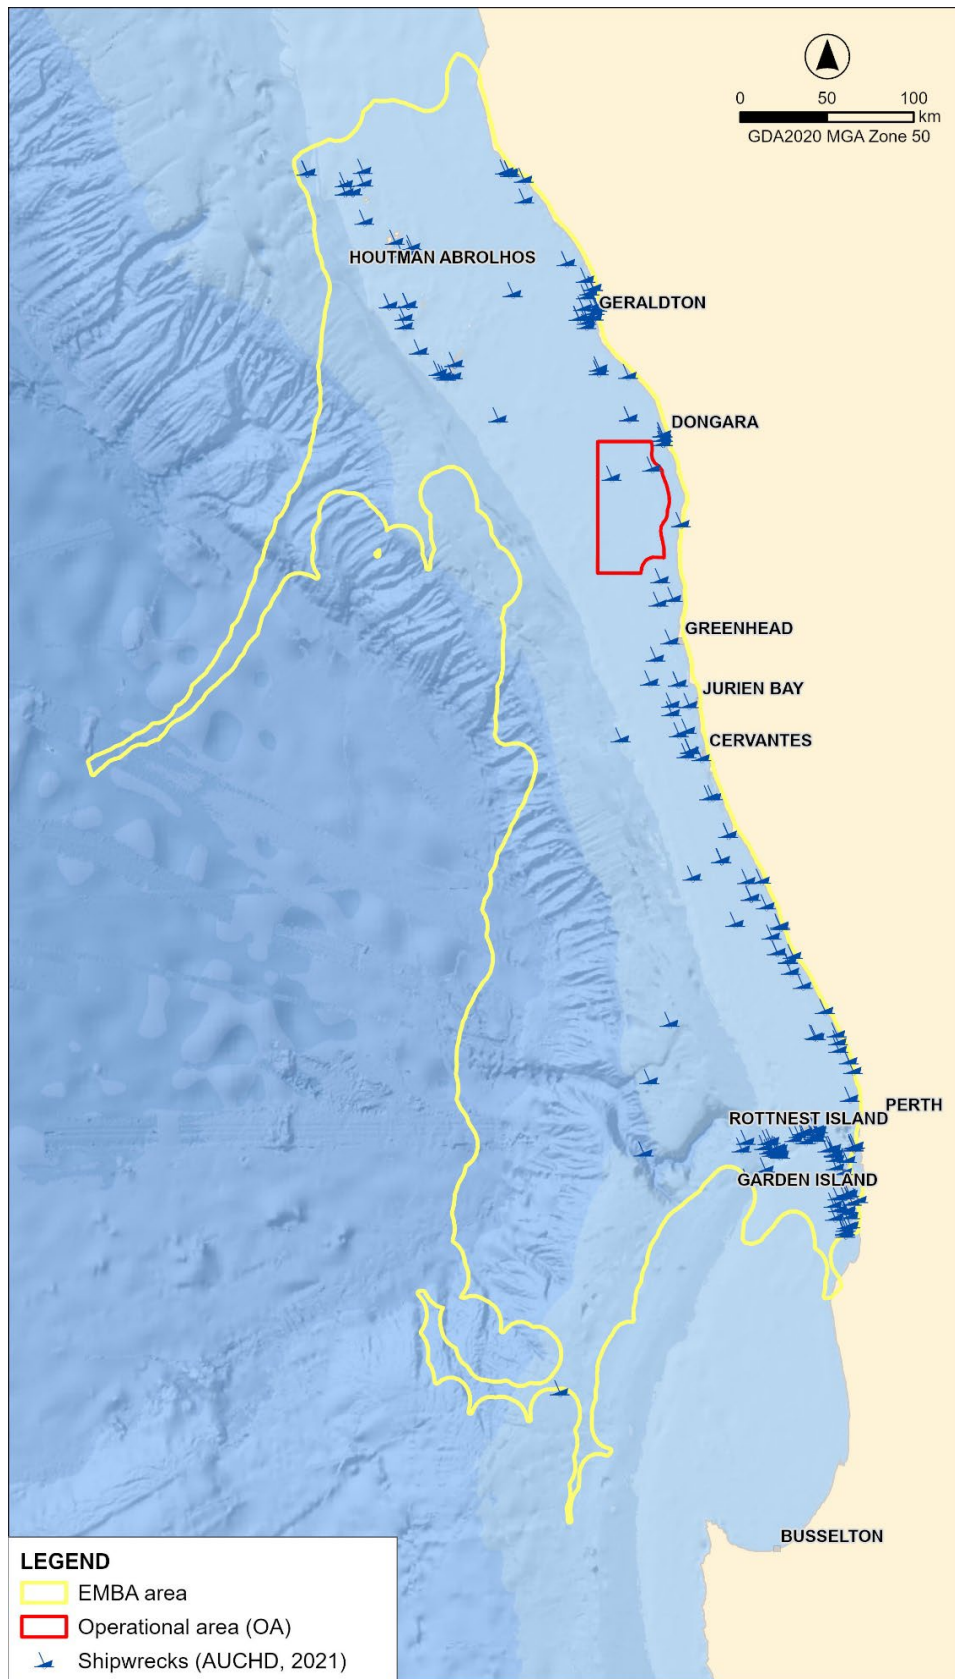 0 50 100
km
GDA2020 MGA Zone 50
HOUTMAN ABROLHOS
GERALDTON
DONGARA
GREENHEAD
JURIEN BAY
CERVANTES
PERTH
ROTTNEST ISLAND
GARDEN ISLAND
BUSSELTON
LEGEND
EMBA area
Operational area (OA)
Shipwrecks (AUCHD, 2021)